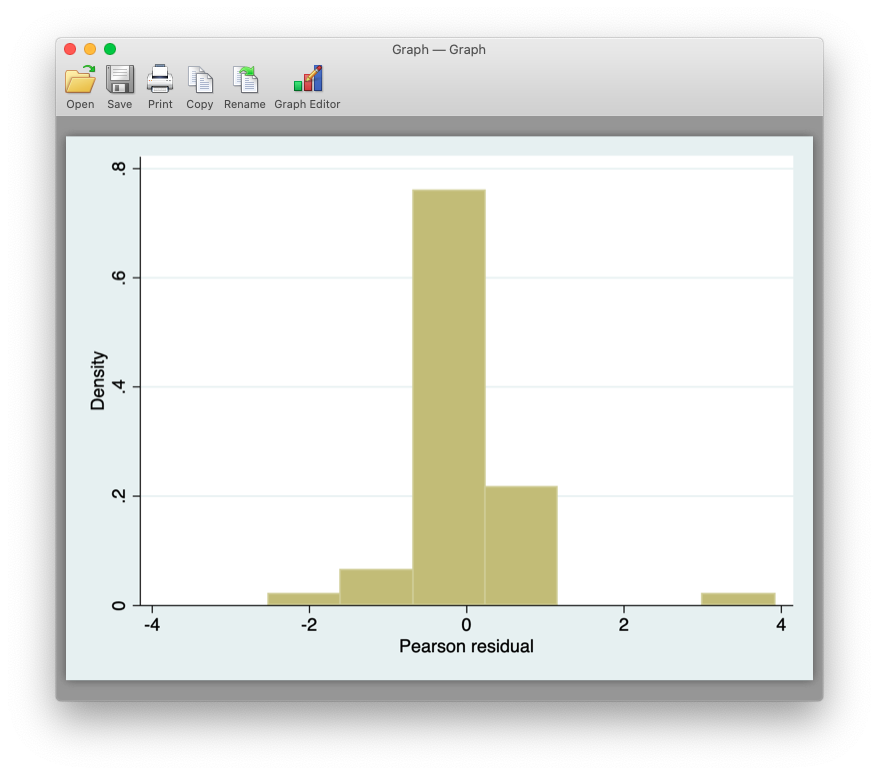 Graph — Graph
Open Save Print Copy Rename Graph Editor
Density
.8
.6
.4
.2
0
-4 -2 0 2 4
Pearson residual